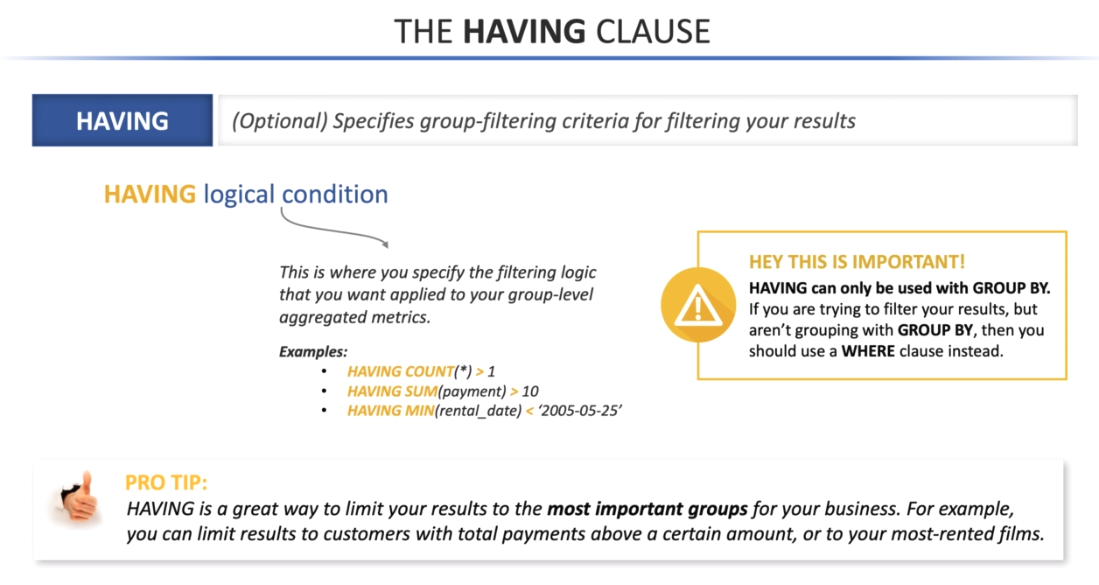 THE HAVING CLAUSE
HAVING
(Optional) Specifies group-filtering criteria for filtering your results
HAVING logical condition
This is where you specify the filtering logic
that you want applied to your group-level
aggregated metrics.
Examples:
• HAVING COUNT(*) > 1
• HAVING SUM(payment) > 10
• HAVING MIN(rental_date) < ‘2005-05-25’
HEY THIS IS IMPORTANT!
HAVING can only be used with GROUP BY.
If you are trying to filter your results, but
aren’t grouping with GROUP BY, then you
should use a WHERE clause instead.
PRO TIP:
HAVING is a great way to limit your results to the most important groups for your business. For example,
you can limit results to customers with total payments above a certain amount, or to your most-rented films.